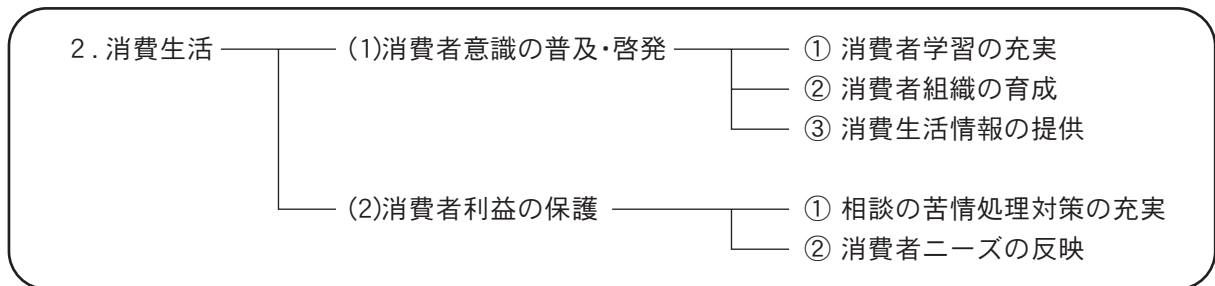 2.消費生活
(1)消費者意識の普及・啓発
① 消費者学習の充実
② 消費者組織の育成
③ 消費生活情報の提供
(2)消費者利益の保護
① 相談の苦情処理対策の充実
② 消費者ニーズの反映